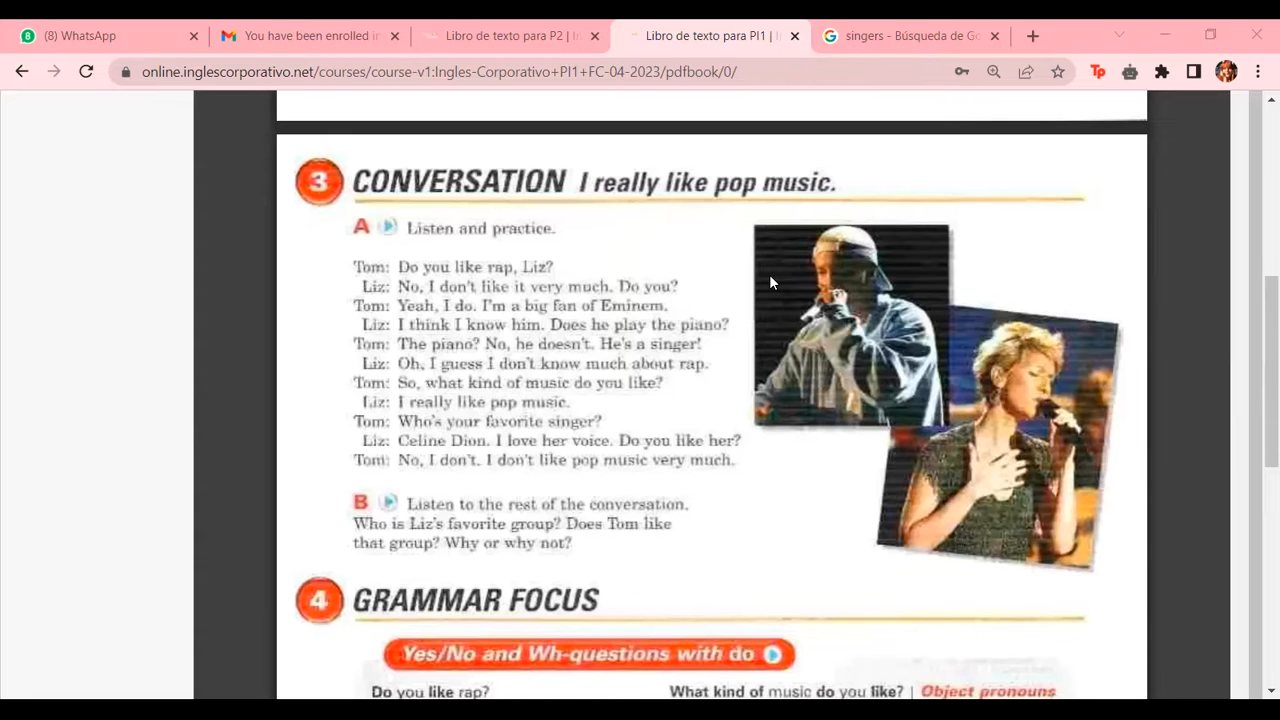 8
(8) WhatsApp
You have been enrolled in
Libro de texto para P2 | In
Libro de texto para PI1 | I
singers - Búsqueda de Go
online.inglescorporativo.net/courses/course-v1:Ingles-Corporativo+PI1+FC-04-2023/pdfbook/0/
Tp
3 CONVERSATION I really like pop music.
A Listen and practice.
Tom: Do you like rap, Liz?
Liz: No, I don't like it very much. Do you?
Tom: Yeah, I do. I'm a big fan of Eminem.
Liz: I think I know him. Does he play the piano?
Tom: The piano? No, he doesn't. He's a singer!
Liz: Oh, I guess I don't know much about rap.
Tom: So, what kind of music do you like?
Liz: I really like pop music.
Tom: Who's your favorite singer?
Liz: Celine Dion. I love her voice. Do you like her?
Tom: No, I don't. I don't like pop music very much.
B Listen to the rest of the conversation.
Who is Liz's favorite group? Does Tom like
that group? Why or why not?
4 GRAMMAR FOCUS
Yes/No and Wh-questions with do
Do you like rap? What kind of music do you like? Object pronouns